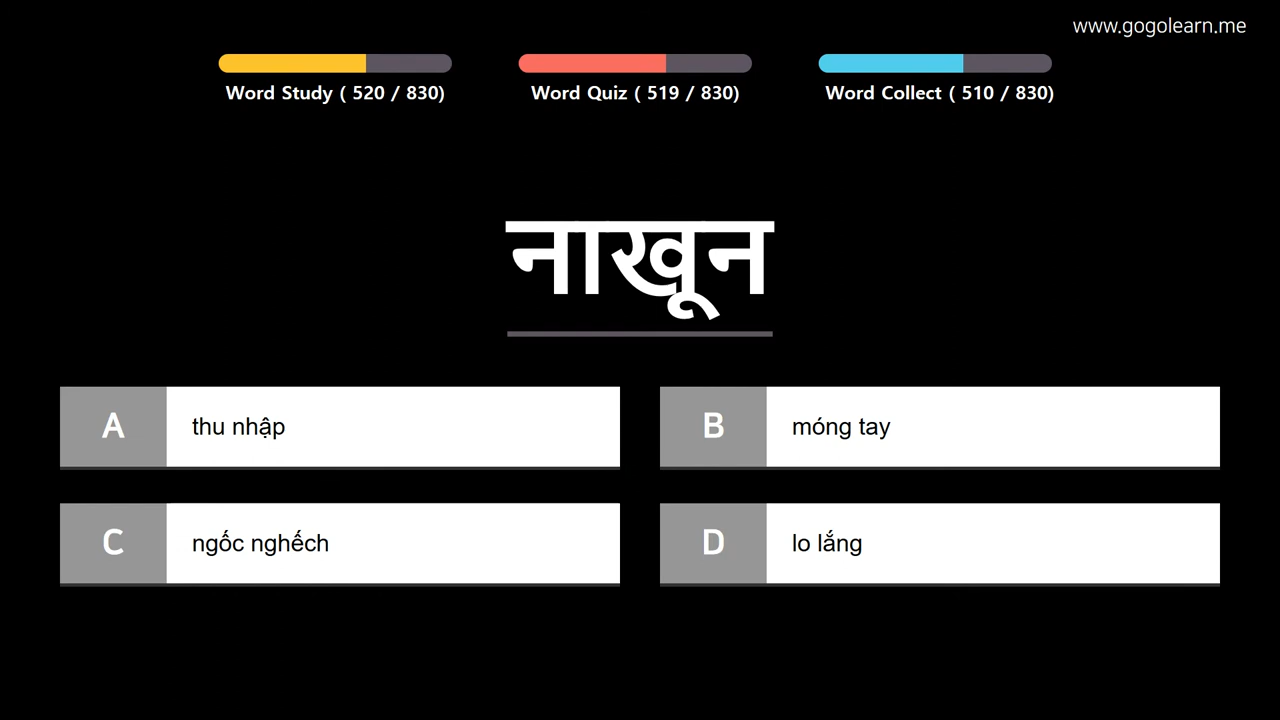 www.gogolearn.me
Word Study ( 520 / 830)
Word Quiz ( 519 / 830)
Word Collect ( 510 / 830)
नाखून
A
thu nhập
B
móng tay
C
ngốc nghếch
D
lo lắng